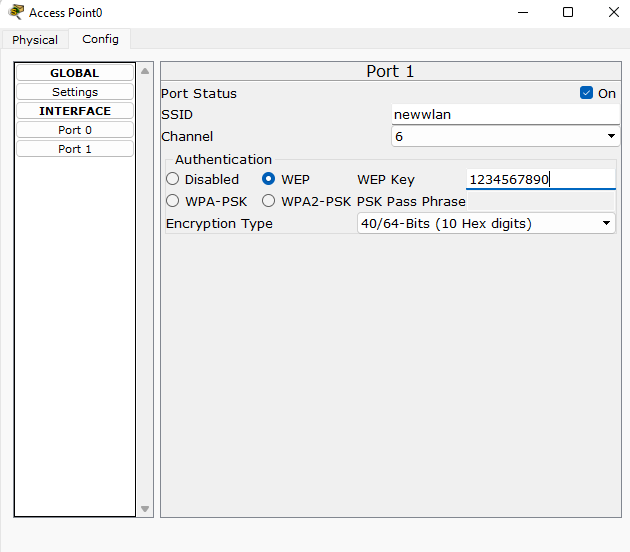 Access Point0
Physical Config
GLOBAL
Settings
INTERFACE
Port 0
Port 1
Port 1
Port Status On
SSID newwlan
Channel 6
Authentication
Disabled WEP WEP Key 1234567890
WPA-PSK WPA2-PSK PSK Pass Phrase
Encryption Type 40/64-Bits (10 Hex digits)